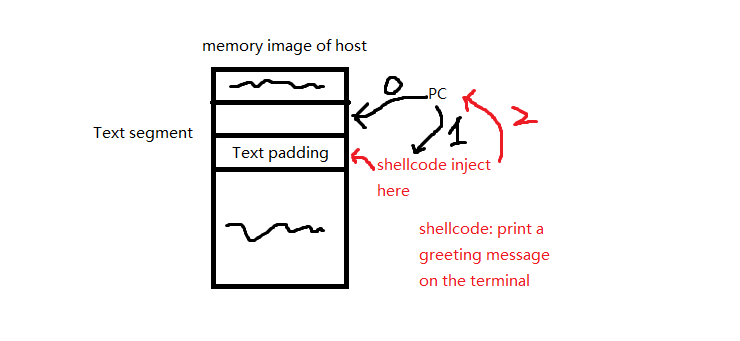 memory image of host
0
PC
Text segment
1
2
Text padding
shellcode inject
here
shellcode: print a
greeting message
on the terminal